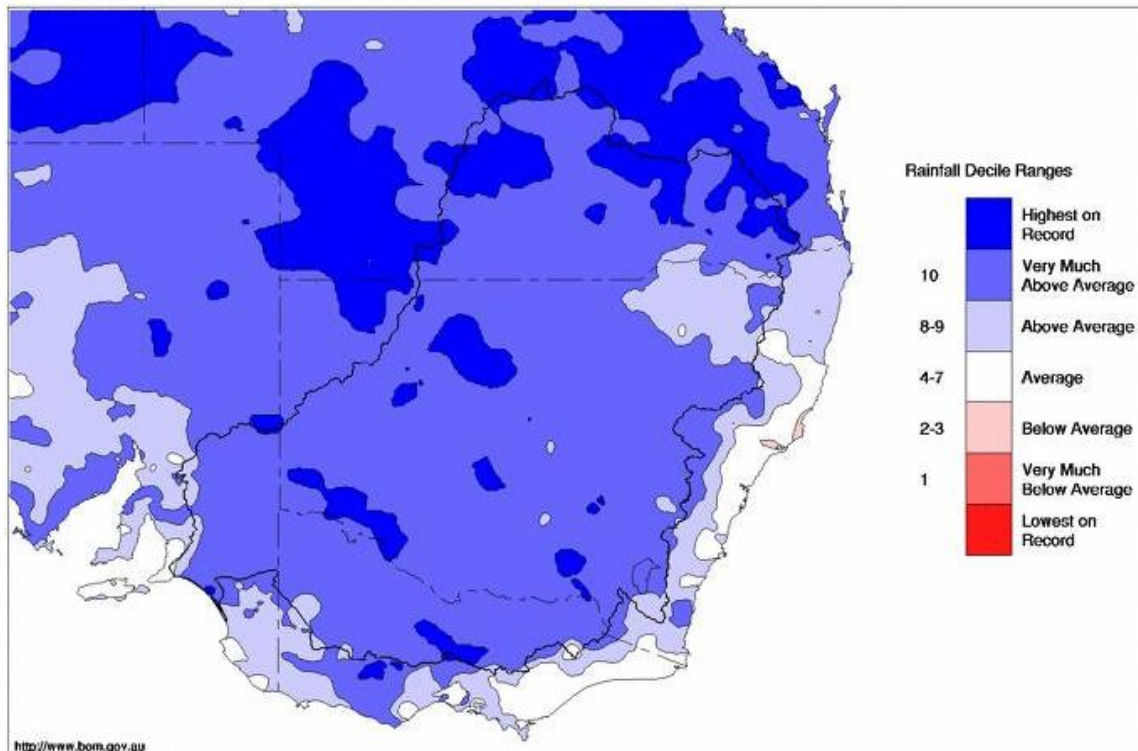 Rainfall Decile Ranges
Highest on
Record
10
Very Much
Above Average
8-9
Above Average
4-7
Average
2-3
Below Average
1
Very Much
Below Average
Lowest on
Record
http://www.bom.gov.au